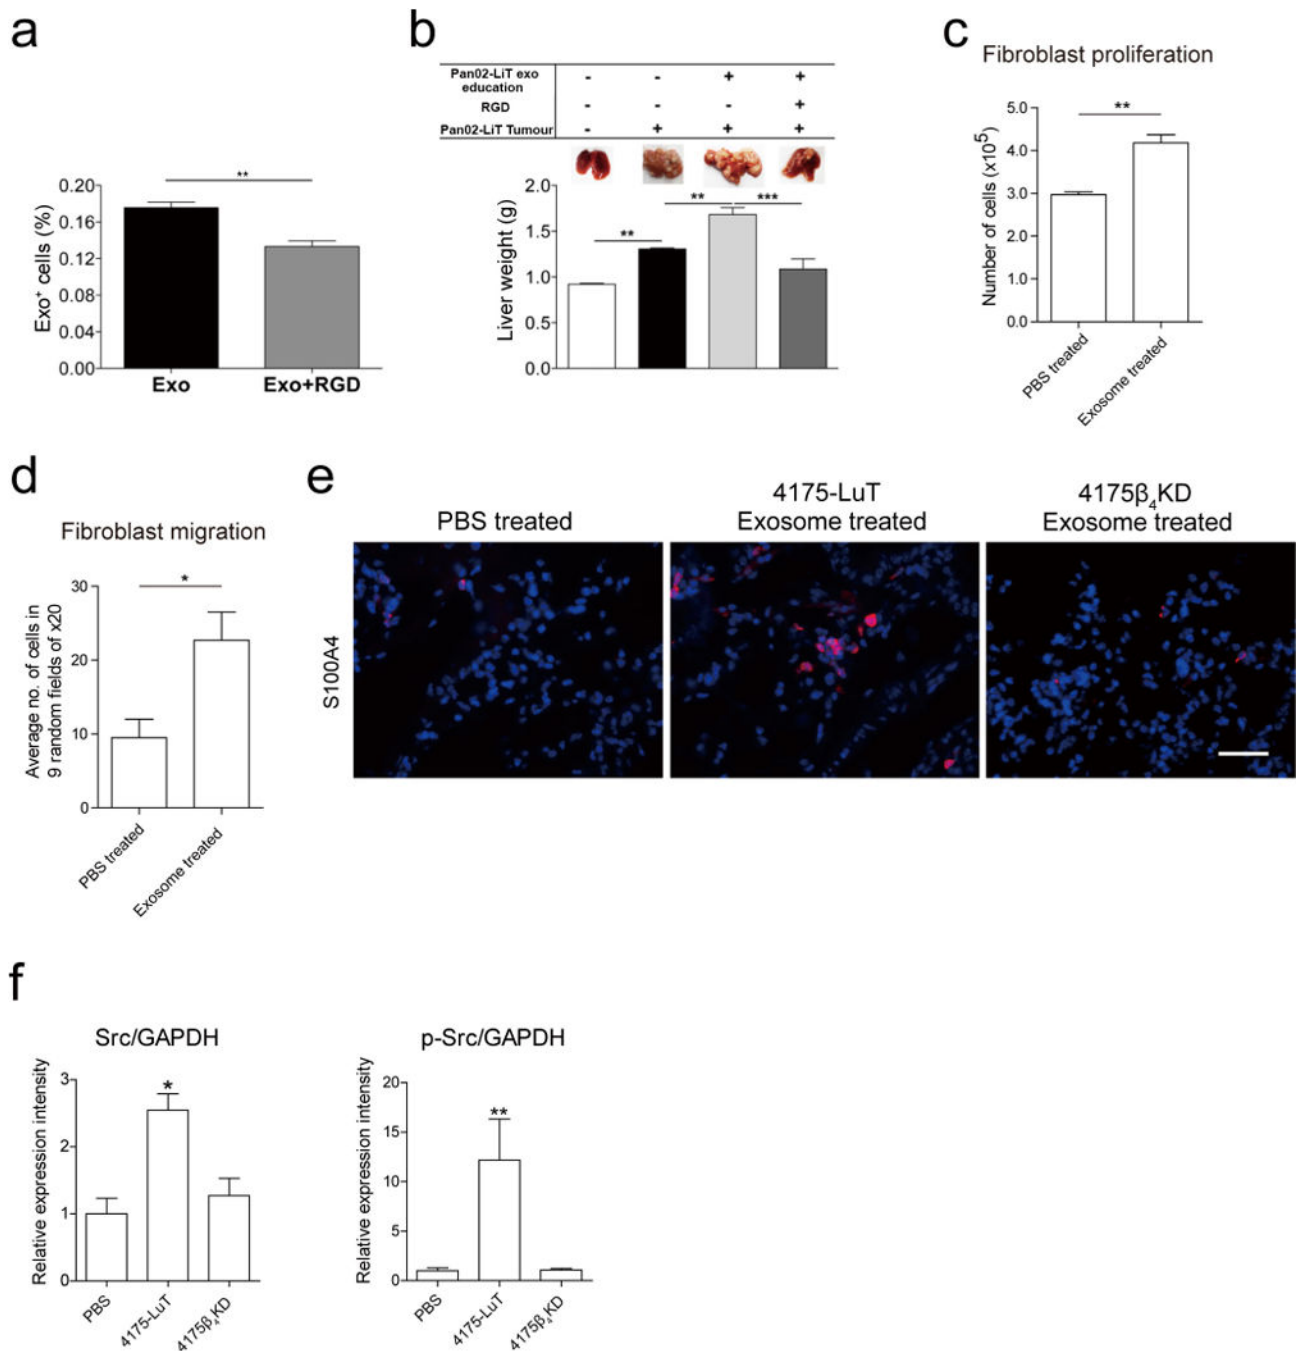 a
Exo⁺ cells (%)
0.20
0.16
0.12
0.08
0.04
0.00
**
Exo
Exo+RGD
b
Pan02-LiT exo education - - + +
RGD - - - +
Pan02-LiT Tumour - + + +
Liver weight (g)
2.0
1.5
1.0
0.5
0.0
**
**
***
c
Fibroblast proliferation
Number of cells (x10⁵)
5.0
4.0
3.0
2.0
1.0
0.0
**
PBS treated
Exosome treated
d
Fibroblast migration
Average no. of cells in
9 random fields of x20
30
20
10
0
*
PBS treated
Exosome treated
e
PBS treated
4175-LuT
Exosome treated
4175β₄KD
Exosome treated
S100A4
f
Src/GAPDH
Relative expression intensity
3
2
1
0
*
PBS
4175-LuT
4175β₄KD
p-Src/GAPDH
Relative expression intensity
20
15
10
5
0
**
PBS
4175-LuT
4175β₄KD